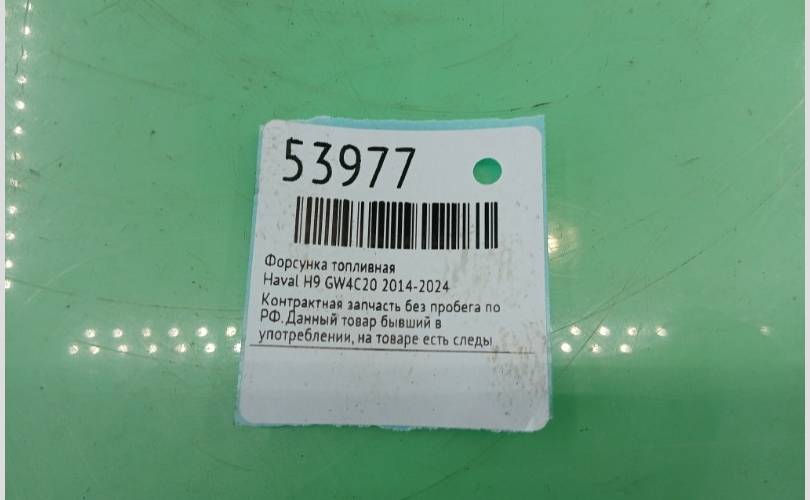 53977
Форсунка топливная
Haval H9 GW4C20 2014-2024
Контрактная запчасть без пробега по
РФ. Данный товар бывший в
употреблении, на товаре есть следы